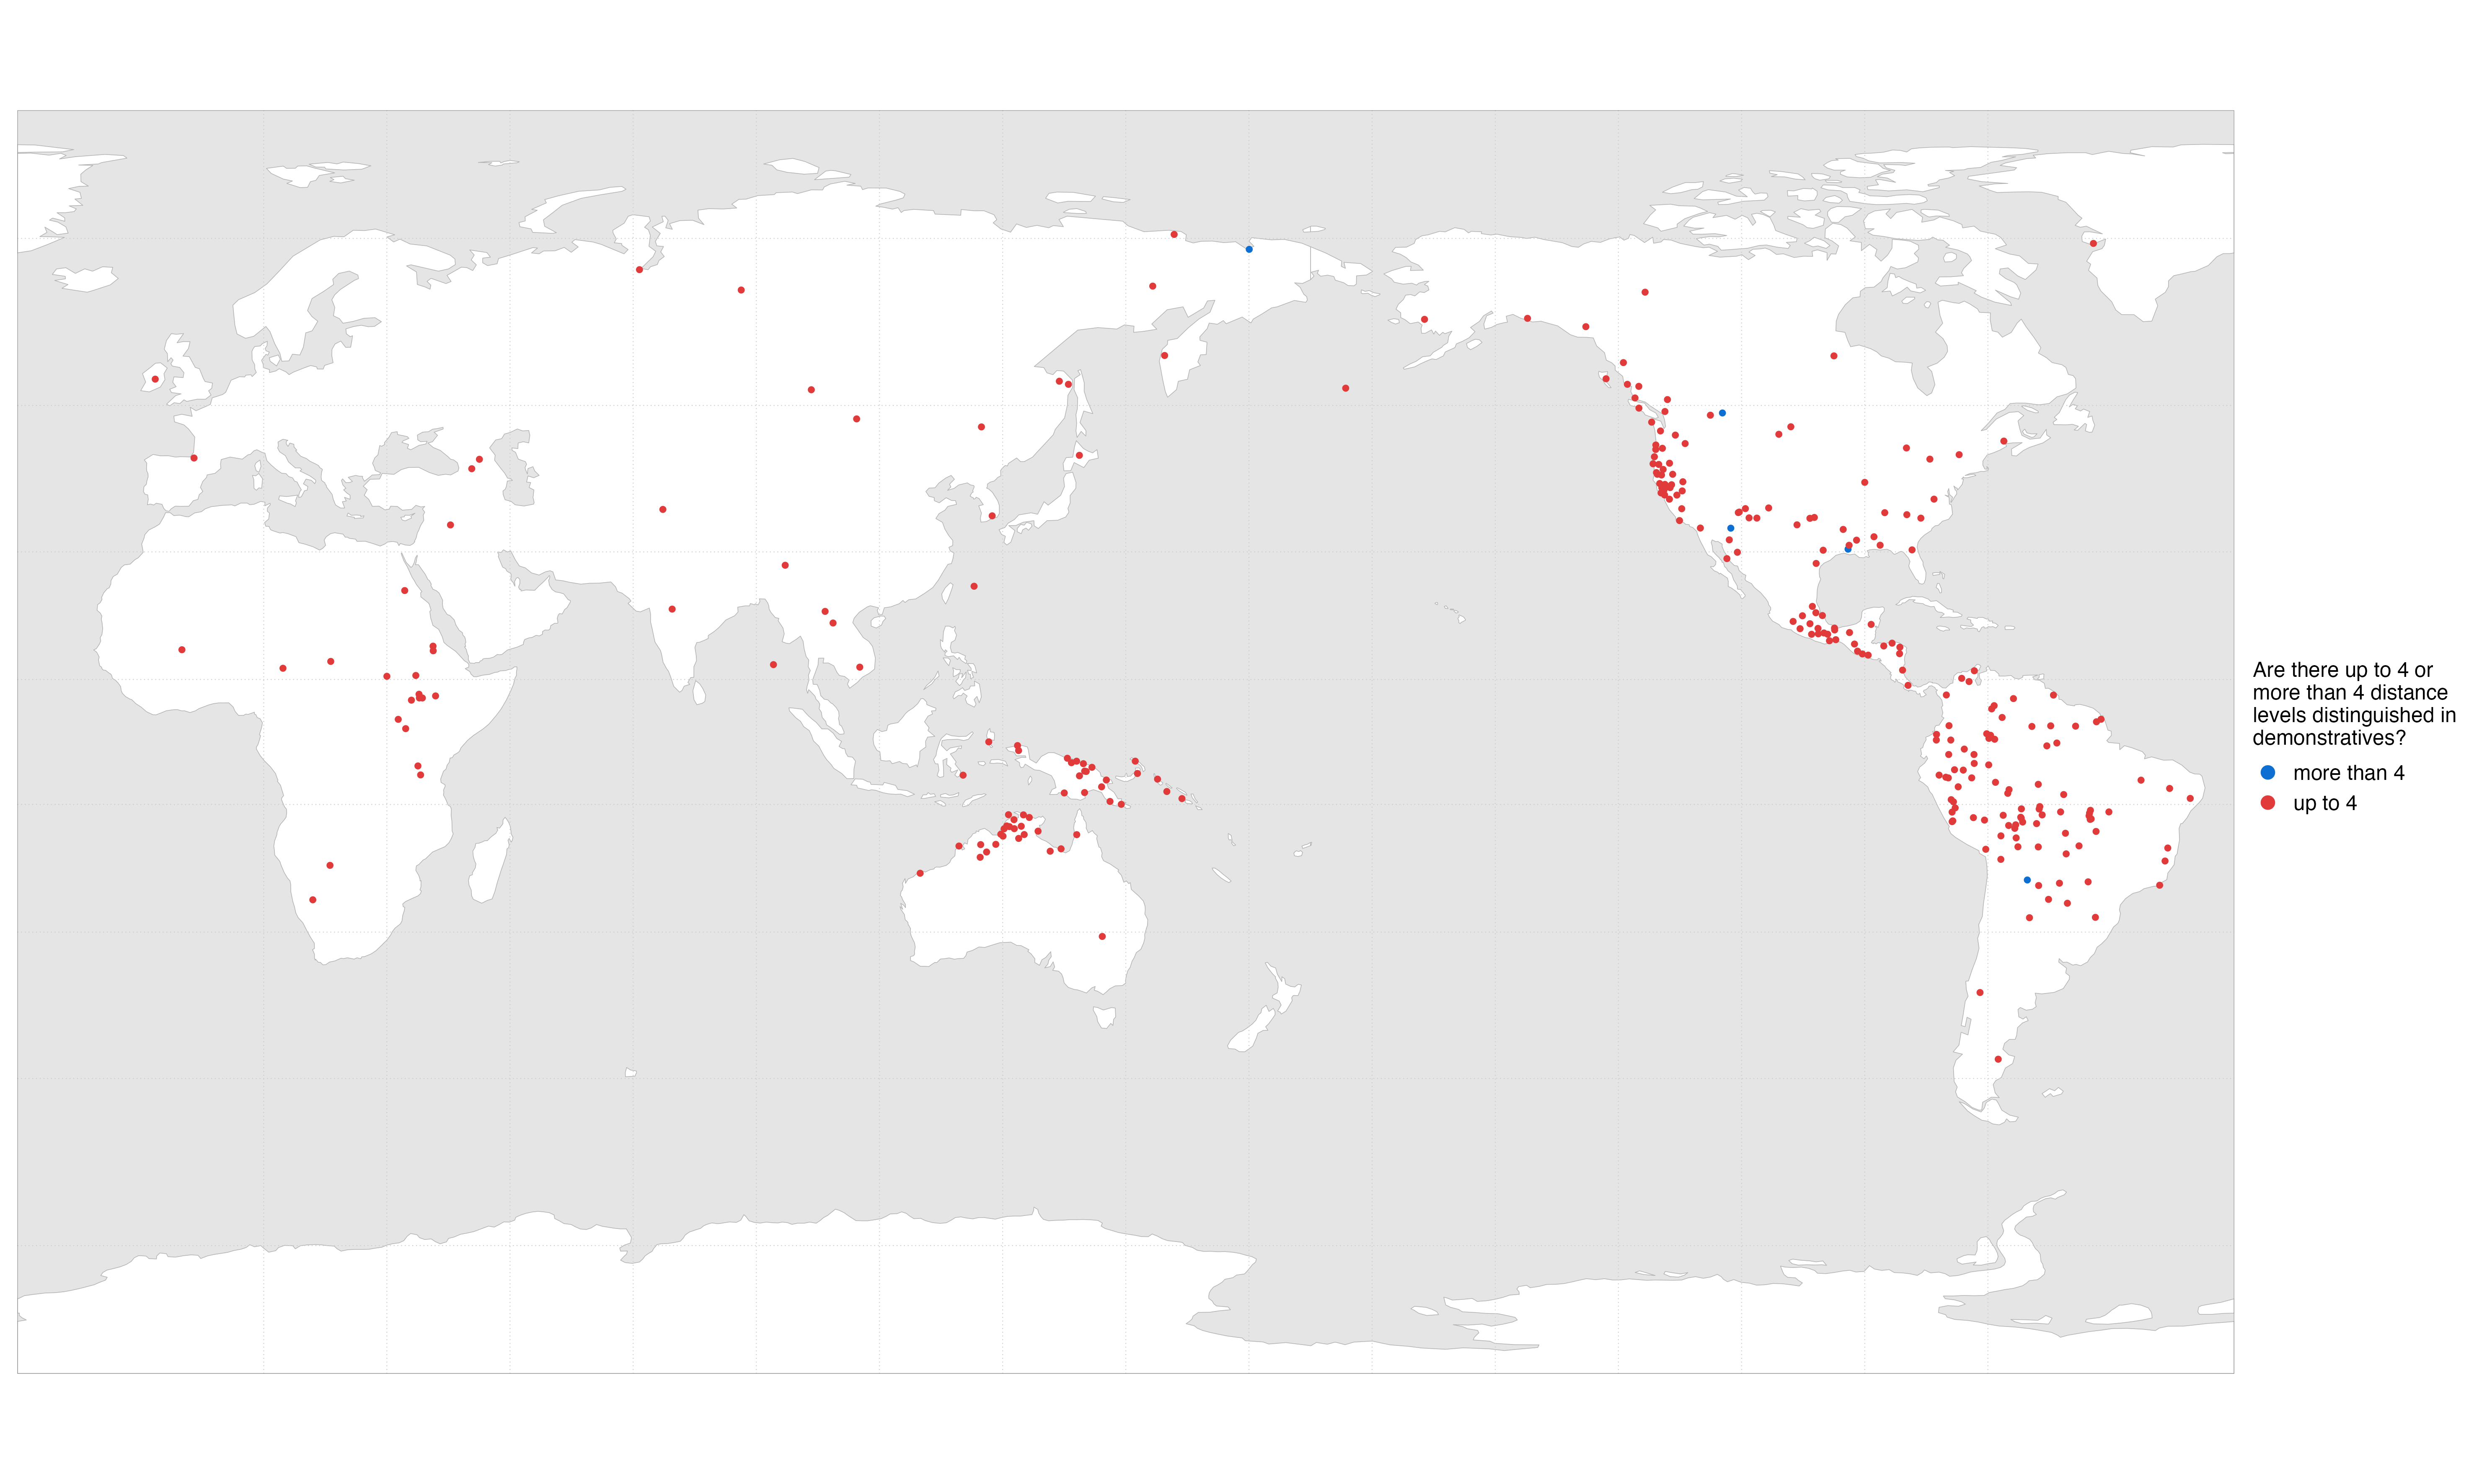 Are there up to 4 or
more than 4 distance
levels distinguished in
demonstratives?
more than 4
up to 4